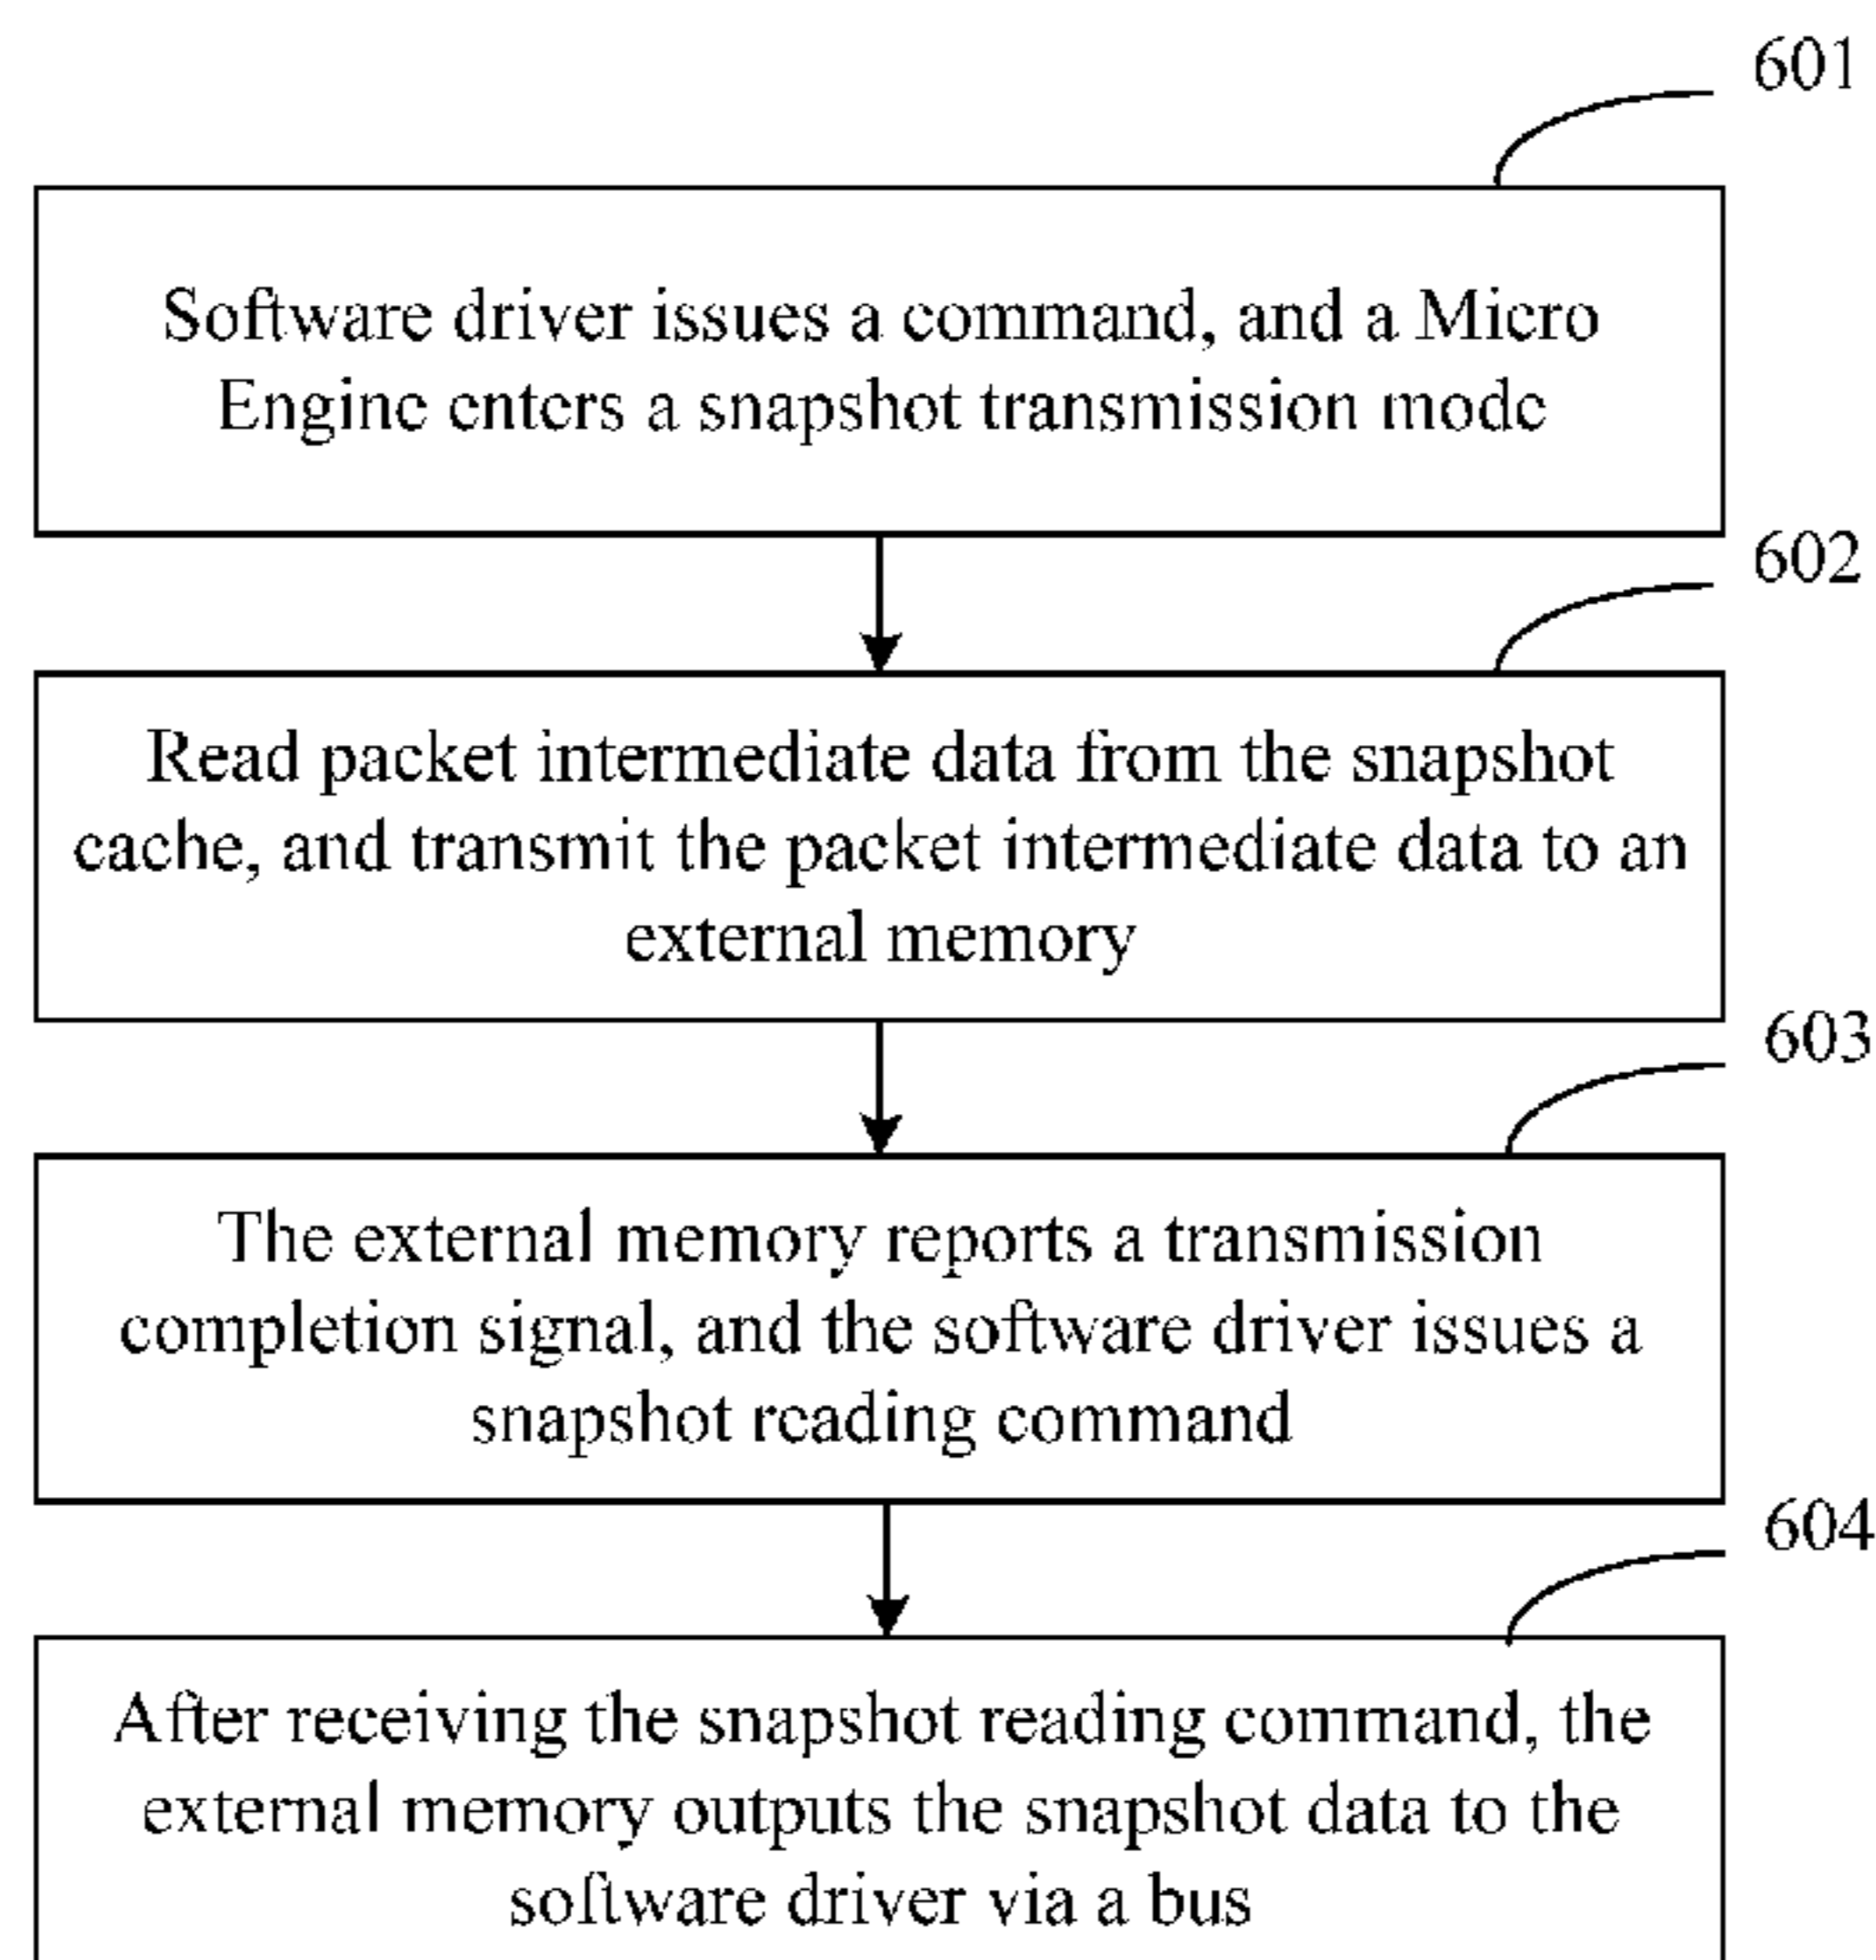 601
Software driver issues a command, and a Micro
Engine enters a snapshot transmission mode
602
Read packet intermediate data from the snapshot
cache, and transmit the packet intermediate data to an
external memory
603
The external memory reports a transmission
completion signal, and the software driver issues a
snapshot reading command
604
After receiving the snapshot reading command, the
external memory outputs the snapshot data to the
software driver via a bus